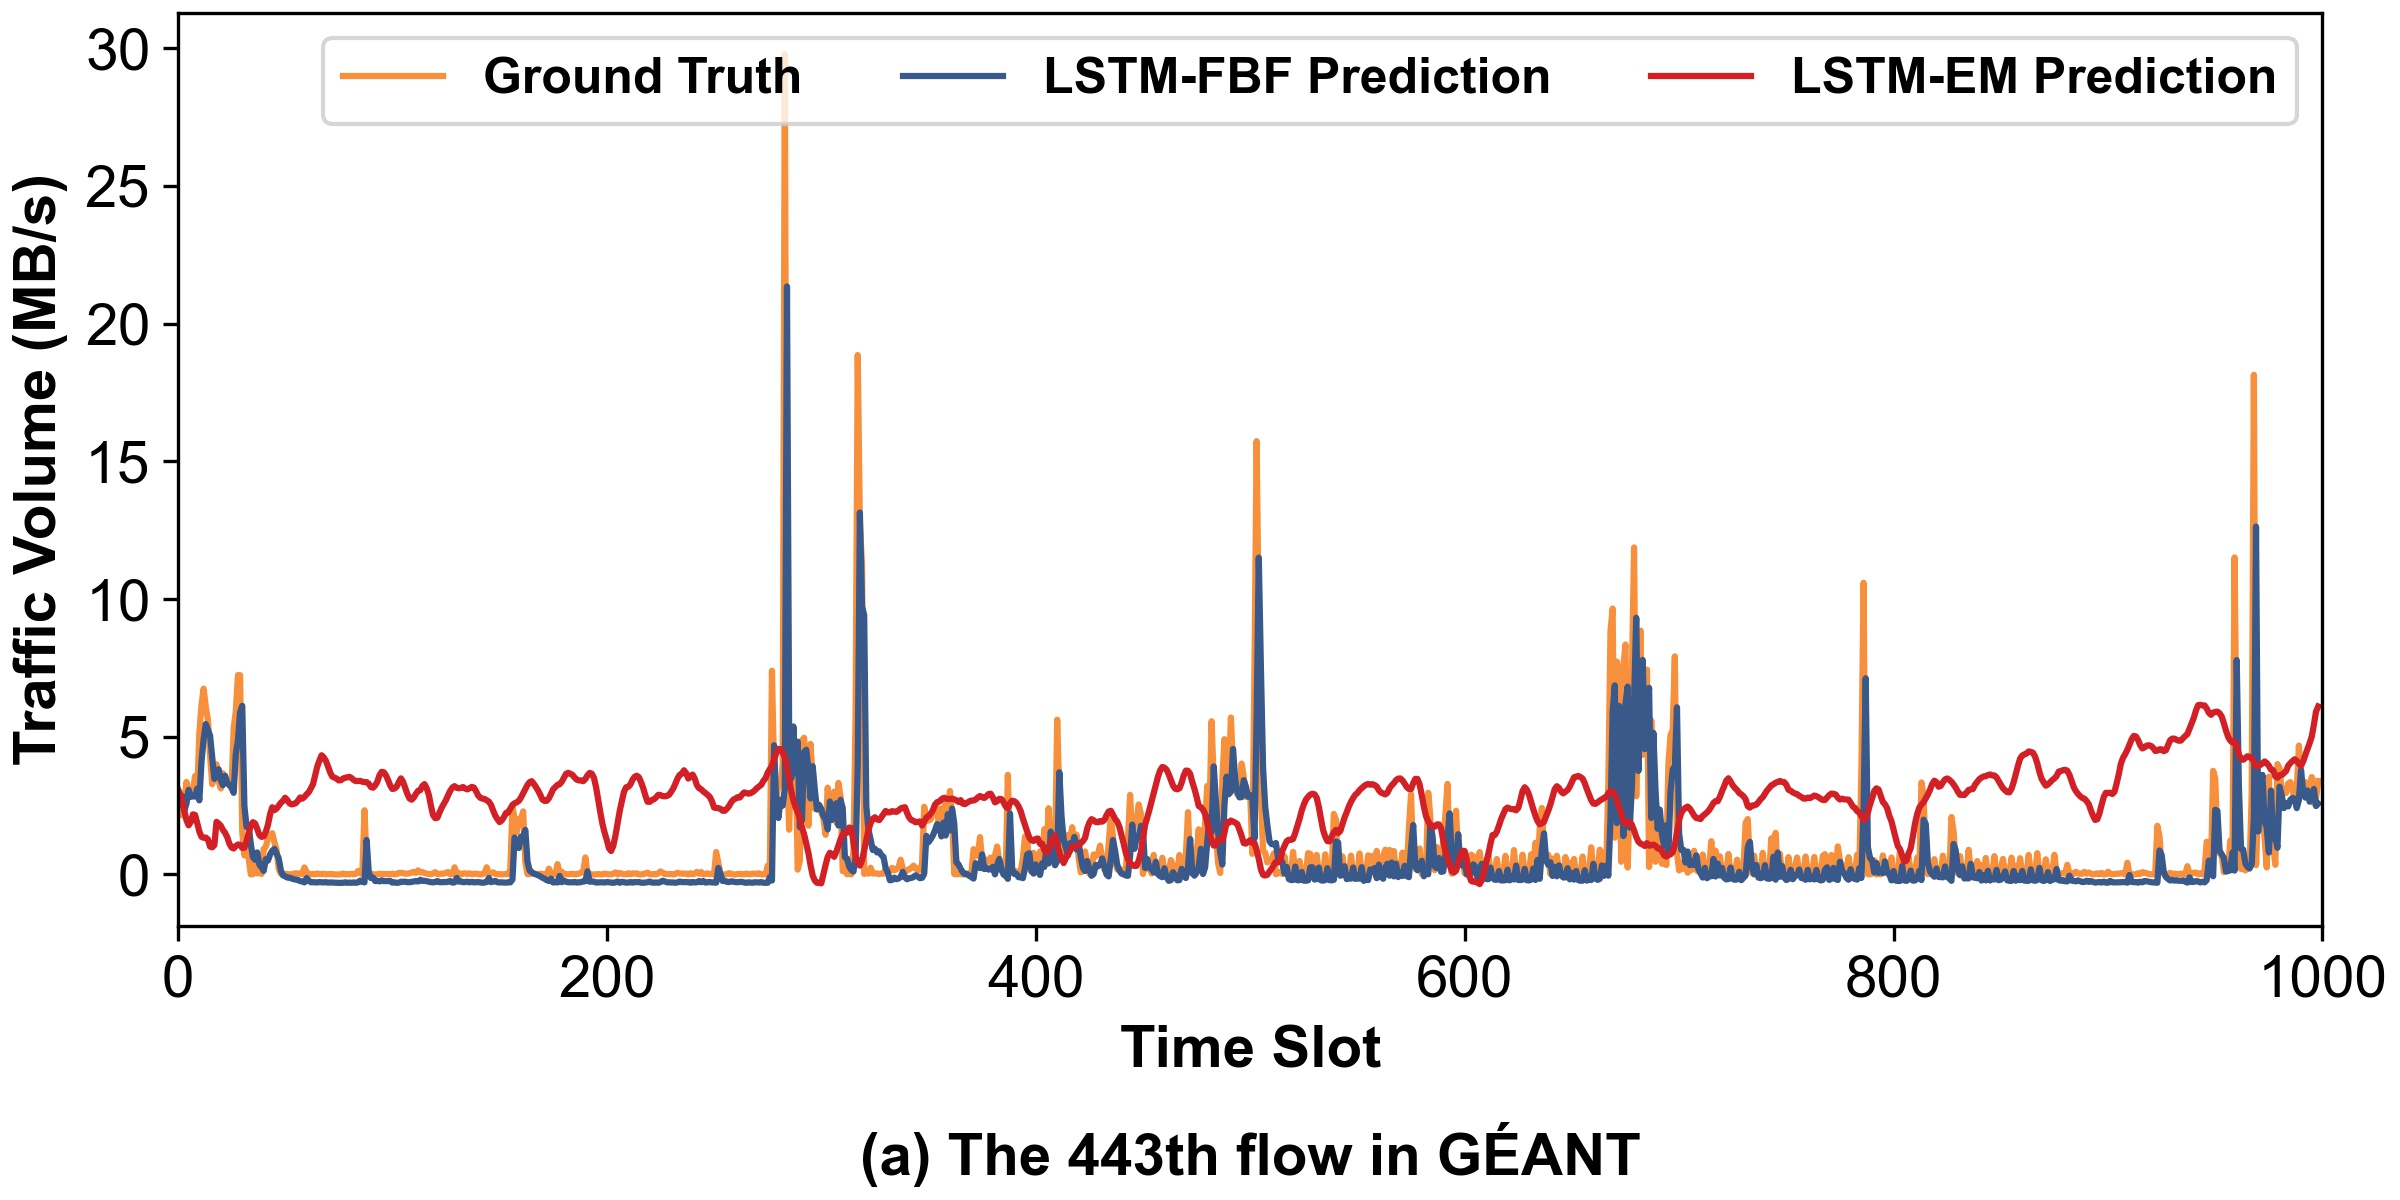 Ground Truth LSTM-FBF Prediction LSTM-EM Prediction
Traffic Volume (MB/s)
30
25
20
15
10
5
0
0 200 400 600 800 1000
Time Slot
(a) The 443th flow in GÉANT